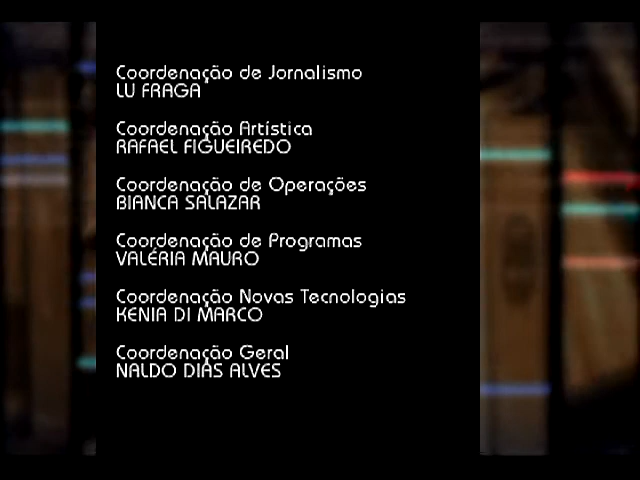 Coordenação de Jornalismo
LU FRAGA
Coordenação Artística
RAFAEL FIGUEIREDO
Coordenação de Operações
BIANCA SALAZAR
Coordenação de Programas
VALÉRIA MAURO
Coordenação Novas Tecnologias
KENIA DI MARCO
Coordenação Geral
NALDO DIAS ALVES